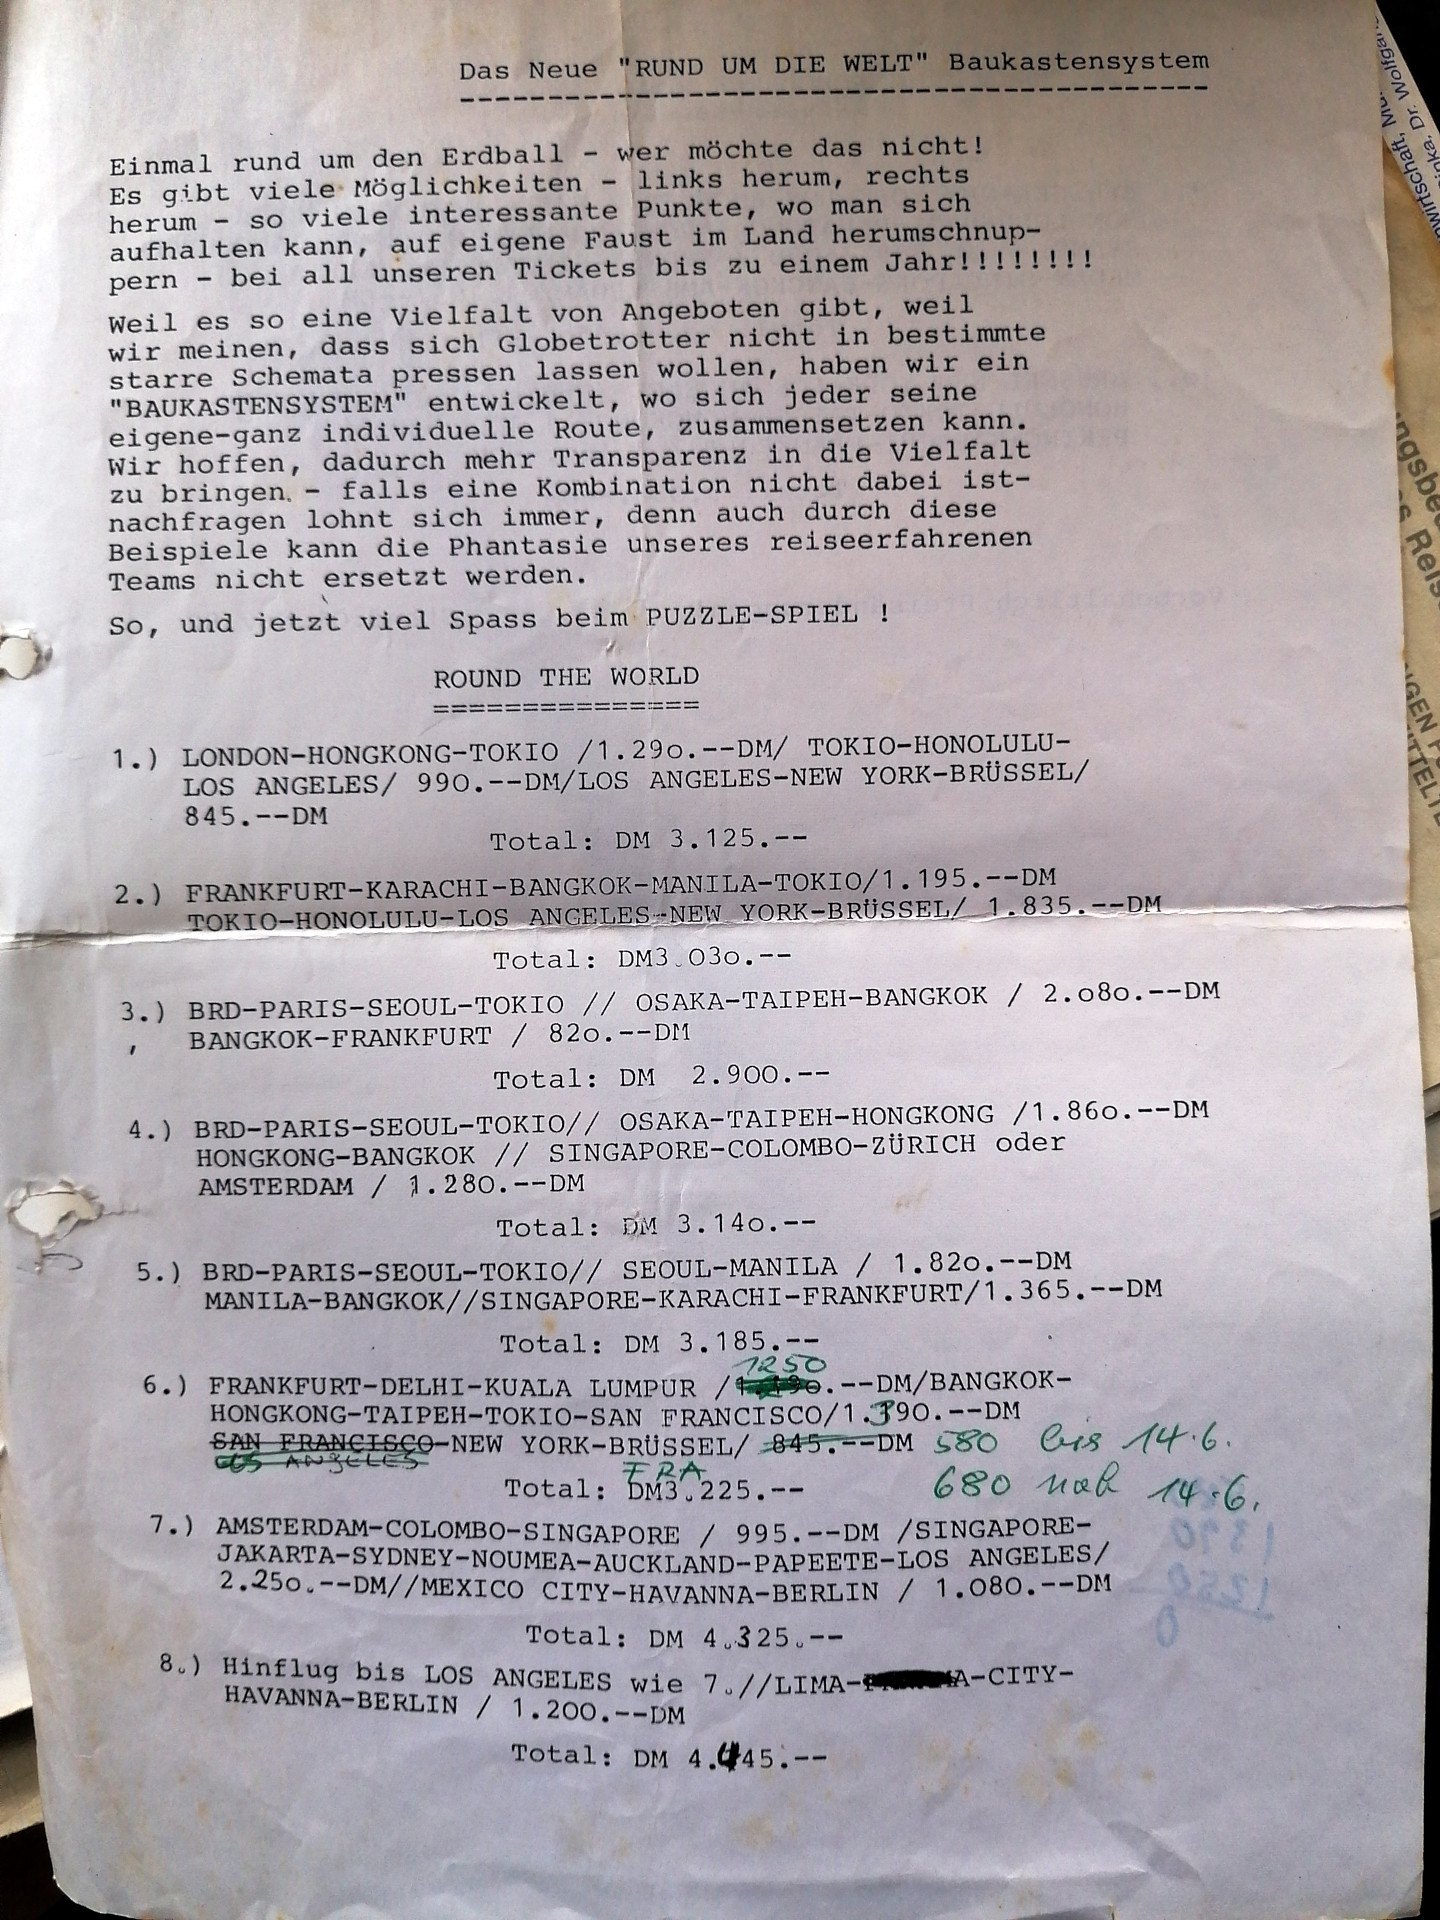 Das Neue "RUND UM DIE WELT" Baukastensystem
Einmal rund um den Erdball - wer möchte das nicht!
Es gibt viele Möglichkeiten - links herum, rechts
herum - so viele interessante Punkte, wo man sich
aufhalten kann, auf eigene Faust im Land herumschnup-
pern - bei all unseren Tickets bis zu einem Jahr!!!!!!!!
Weil es so eine Vielfalt von Angeboten gibt, weil
wir meinen, dass sich Globetrotter nicht in bestimmte
starre Schemata pressen lassen wollen, haben wir ein
"BAUKASTENSYSTEM" entwickelt, wo sich jeder seine
eigene-ganz individuelle Route, zusammensetzen kann.
Wir hoffen, dadurch mehr Transparenz in die Vielfalt
zu bringen. - falls eine Kombination nicht dabei ist-
nachfragen lohnt sich immer, denn auch durch diese
Beispiele kann die Phantasie unseres reiseerfahrenen
Teams nicht ersetzt werden.
So, und jetzt viel Spass beim PUZZLE-SPIEL !
ROUND THE WORLD
===============
1.) LONDON-HONGKONG-TOKIO /1.29o.--DM/ TOKIO-HONOLULU-
LOS ANGELES/ 990.--DM/LOS ANGELES-NEW YORK-BRÜSSEL/
845.--DM
Total: DM 3.125.--
2.) FRANKFURT-KARACHI-BANGKOK-MANILA-TOKIO/1.195.--DM
TOKIO-HONOLULU-LOS ANGELES-NEW YORK-BRÜSSEL/ 1.835.--DM
Total: DM3.03o.--
3.) BRD-PARIS-SEOUL-TOKIO // OSAKA-TAIPEH-BANGKOK / 2.o8o.--DM
, BANGKOK-FRANKFURT / 82o.--DM
Total: DM 2.900.--
4.) BRD-PARIS-SEOUL-TOKIO// OSAKA-TAIPEH-HONGKONG /1.86o.--DM
HONGKONG-BANGKOK // SINGAPORE-COLOMBO-ZÜRICH oder
AMSTERDAM / 1.280.--DM
Total: DM 3.14o.--
5.) BRD-PARIS-SEOUL-TOKIO// SEOUL-MANILA / 1.82o.--DM
MANILA-BANGKOK//SINGAPORE-KARACHI-FRANKFURT/1.365.--DM
Total: DM 3.185.--
1250
6.) FRANKFURT-DELHI-KUALA LUMPUR / .--DM/BANGKOK-
HONGKONG-TAIPEH-TOKIO-SAN FRANCISCO/1.390.--DM
SAN FRANCISCO-NEW YORK-BRÜSSEL/ 845.--DM 580 bis 14.6.
LOS ANGELES FRA
Total: DM3.225.-- 680 nach 14.6.
7.) AMSTERDAM-COLOMBO-SINGAPORE / 995.--DM /SINGAPORE-
JAKARTA-SYDNEY-NOUMEA-AUCKLAND-PAPEETE-LOS ANGELES/
2.250.--DM//MEXICO CITY-HAVANNA-BERLIN / 1.080.--DM
Total: DM 4.325.--
8.) Hinflug bis LOS ANGELES wie 7.//LIMA- A-CITY-
HAVANNA-BERLIN / 1.200.--DM
Total: DM 4.445.--